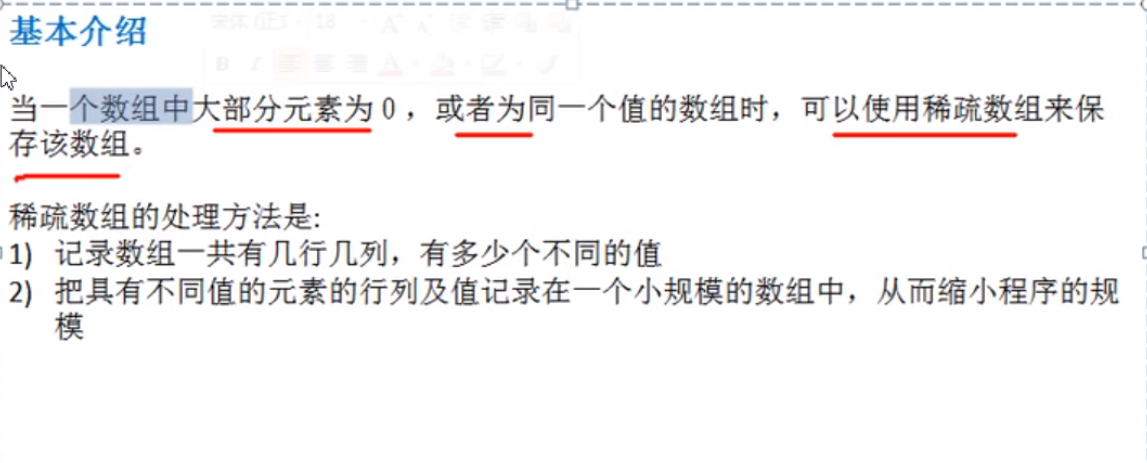 基本介绍
宋体 (正 18
B I
当一个数组中大部分元素为0，或者为同一个值的数组时，可以使用稀疏数组来保
存该数组。
稀疏数组的处理方法是:
1) 记录数组一共有几行几列，有多少个不同的值
2) 把具有不同值的元素的行列及值记录在一个小规模的数组中，从而缩小程序的规
模